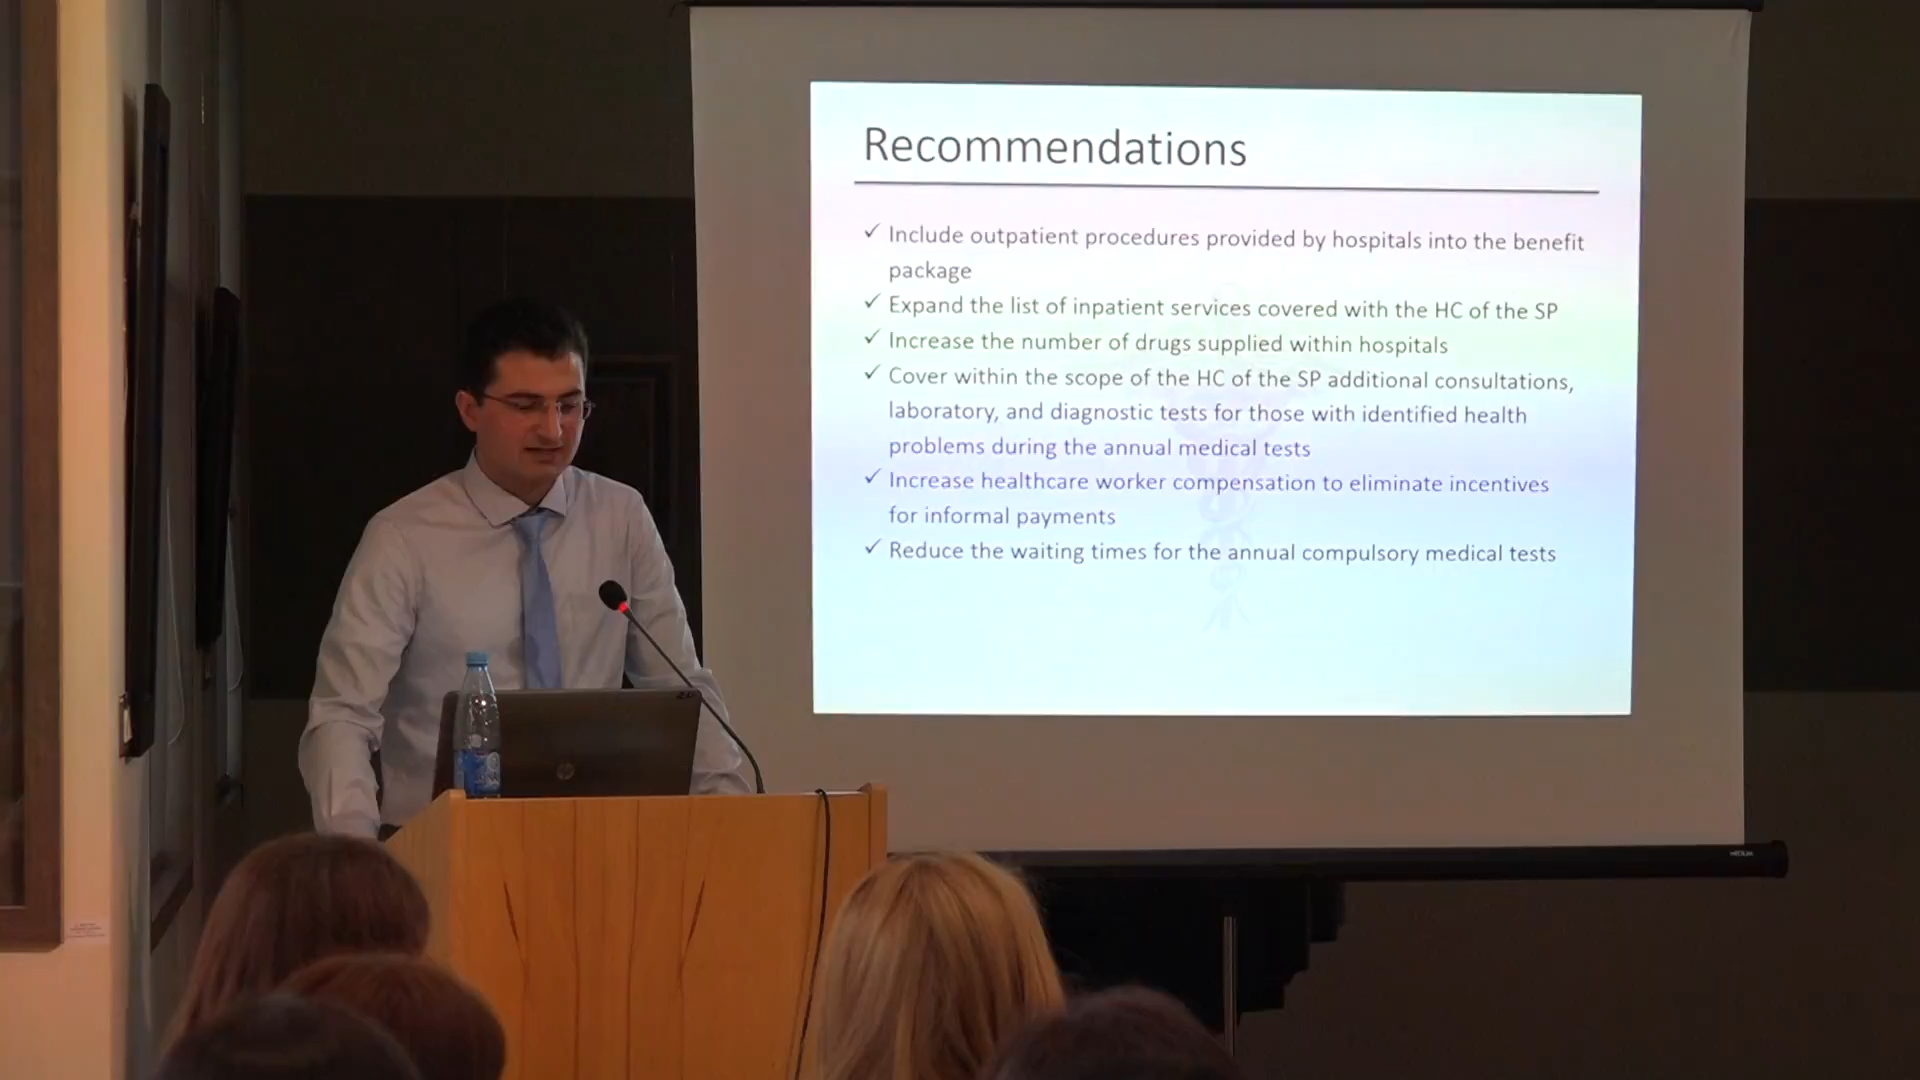 Recommendations
✓ Include outpatient procedures provided by hospitals into the benefit
package
✓ Expand the list of inpatient services covered with the HC of the SP
✓ Increase the number of drugs supplied within hospitals
✓ Cover within the scope of the HC of the SP additional consultations,
laboratory, and diagnostic tests for those with identified health
problems during the annual medical tests
✓ Increase healthcare worker compensation to eliminate incentives
for informal payments
✓ Reduce the waiting times for the annual compulsory medical tests
hp